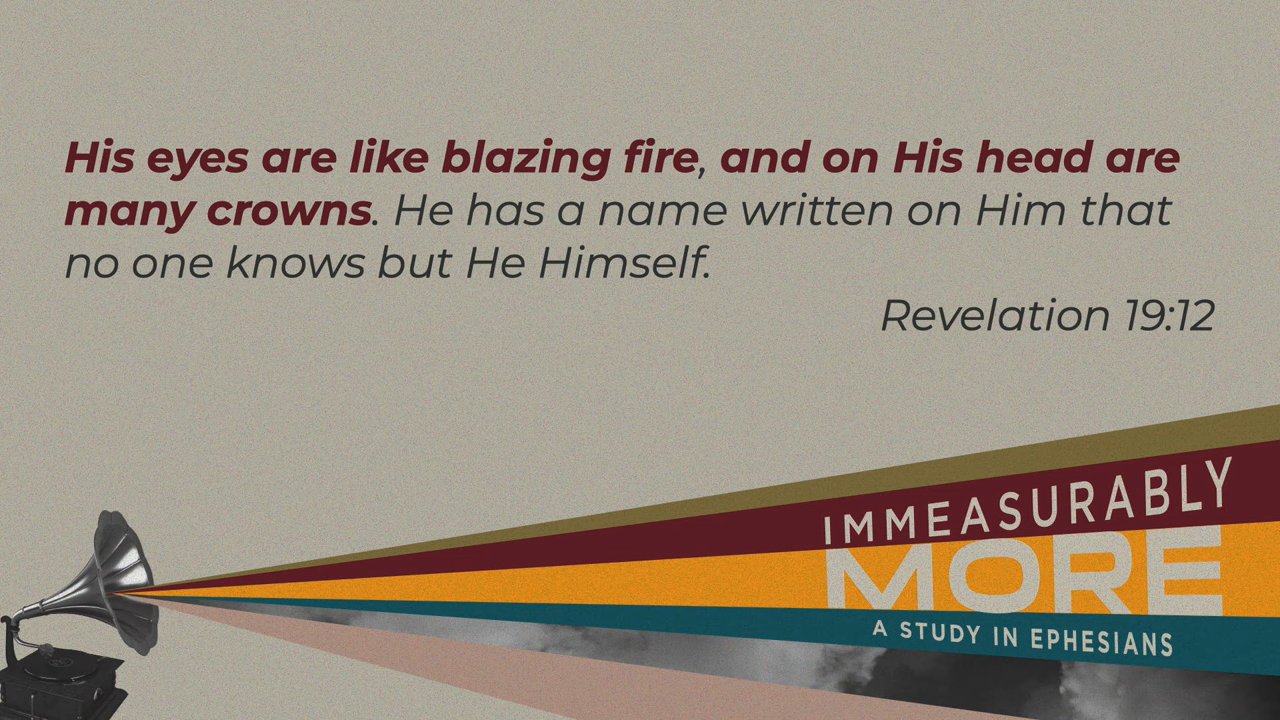 His eyes are like blazing fire, and on His head are
many crowns. He has a name written on Him that
no one knows but He Himself.
Revelation 19:12
IMMEASURABLY
MORE
A STUDY IN EPHESIANS